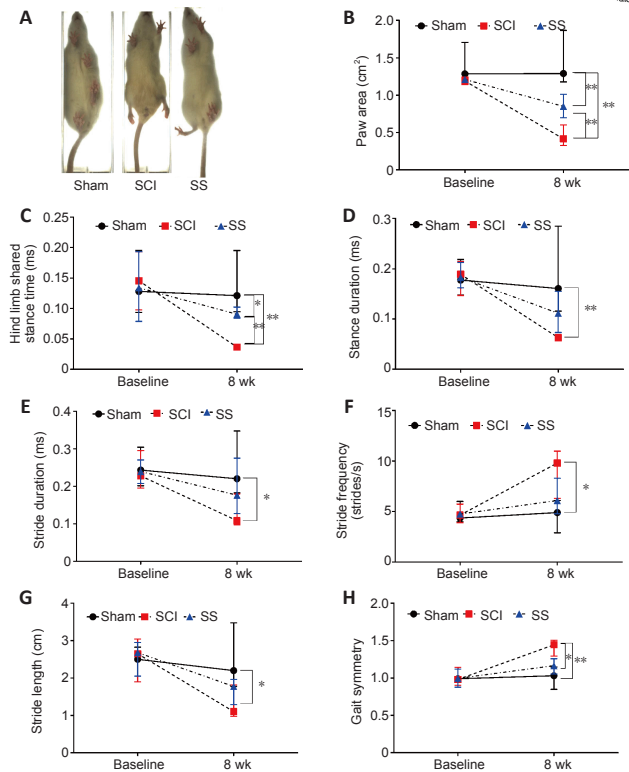 A
Sham
SCI
SS
B
Sham
SCI
SS
Paw area (cm²)
2.0
1.5
1.0
0.5
0
**
**
**
Baseline
8 wk
C
Sham
SCI
SS
Hind limb shared
stance time (ms)
0.25
0.20
0.15
0.10
0.05
0
*
**
**
Baseline
8 wk
D
Sham
SCI
SS
Stance duration (ms)
0.3
0.2
0.1
0
**
Baseline
8 wk
E
Sham
SCI
SS
Stride duration (ms)
0.4
0.3
0.2
0.1
0
*
Baseline
8 wk
F
Sham
SCI
SS
Stride frequency
(strides/s)
15
10
5
0
*
Baseline
8 wk
G
Sham
SCI
SS
Stride length (cm)
4
3
2
1
0
*
Baseline
8 wk
H
Sham
SCI
SS
Gait symmetry
2.0
1.5
1.0
0.5
0
*
**
Baseline
8 wk